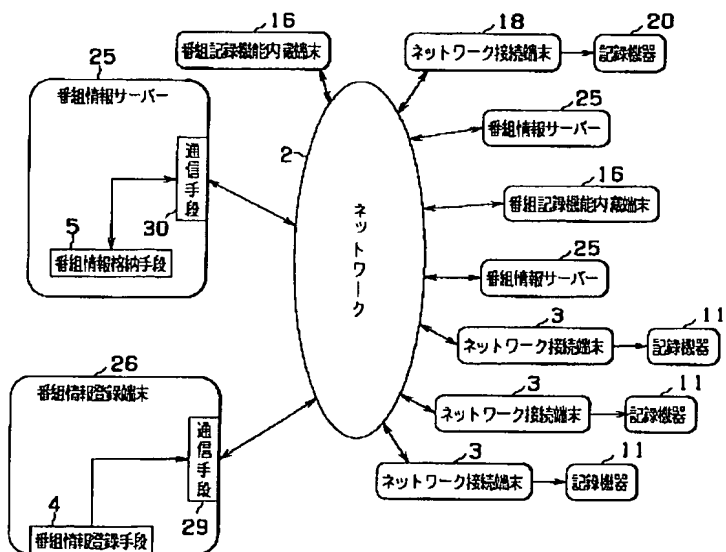 16
番組記録機能内蔵端末
18
ネットワーク接続端末
20
記録機器
25
番組情報サーバー
通信手段
30
5
番組情報格納手段
2
ネットワーク
25
番組情報サーバー
16
番組記録機能内蔵端末
25
番組情報サーバー
3
ネットワーク接続端末
11
記録機器
26
番組情報登録端末
通信手段
29
4
番組情報登録手段
3
ネットワーク接続端末
11
記録機器
3
ネットワーク接続端末
11
記録機器